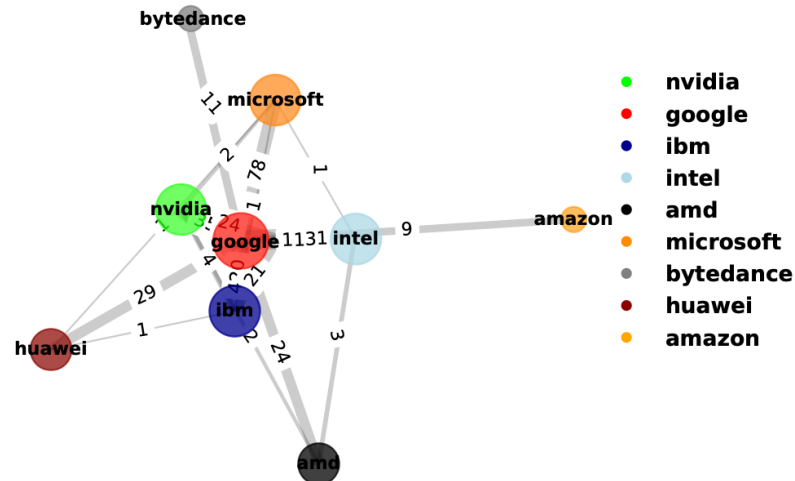 bytedance
microsoft
11
2
78
1
1
nvidia
24
google
1131
intel
9
amazon
4
21
29
ibm
huawei
1
2
24
3
amd
nvidia
google
ibm
intel
amd
microsoft
bytedance
huawei
amazon